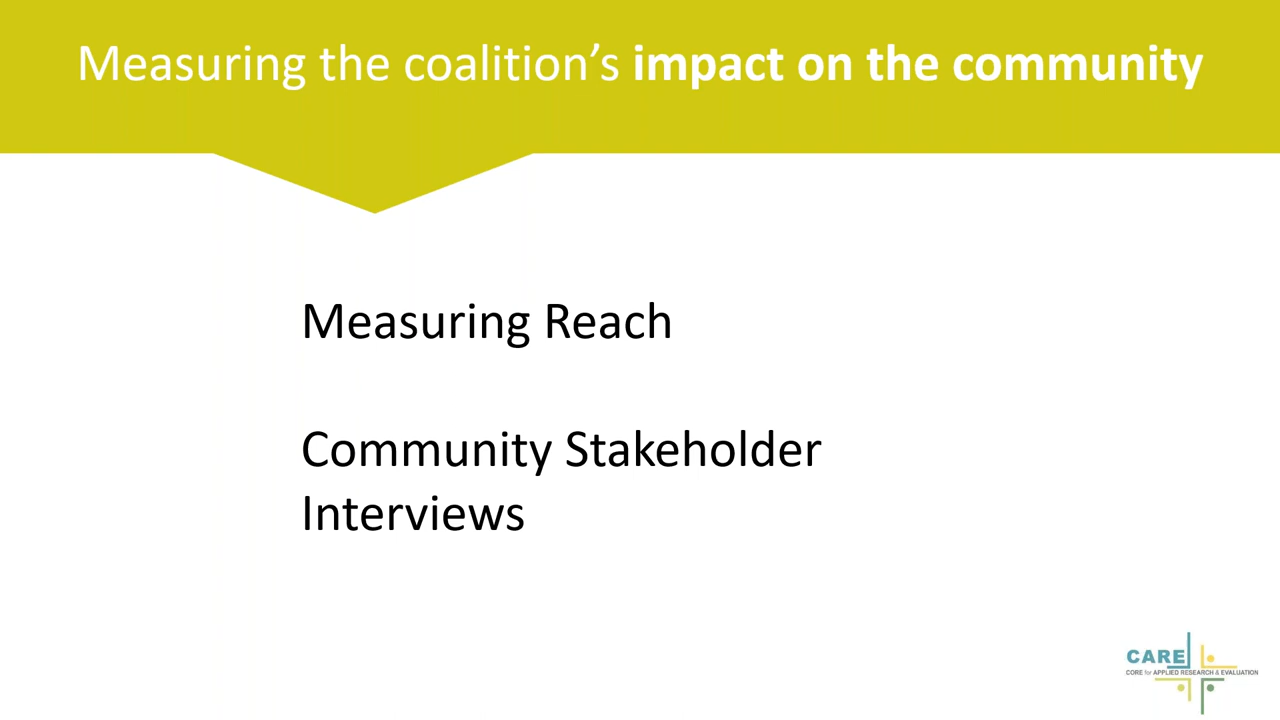 Measuring the coalition’s impact on the community
Measuring Reach
Community Stakeholder
Interviews
CARE
CORE for APPLIED RESEARCH & EVALUATION